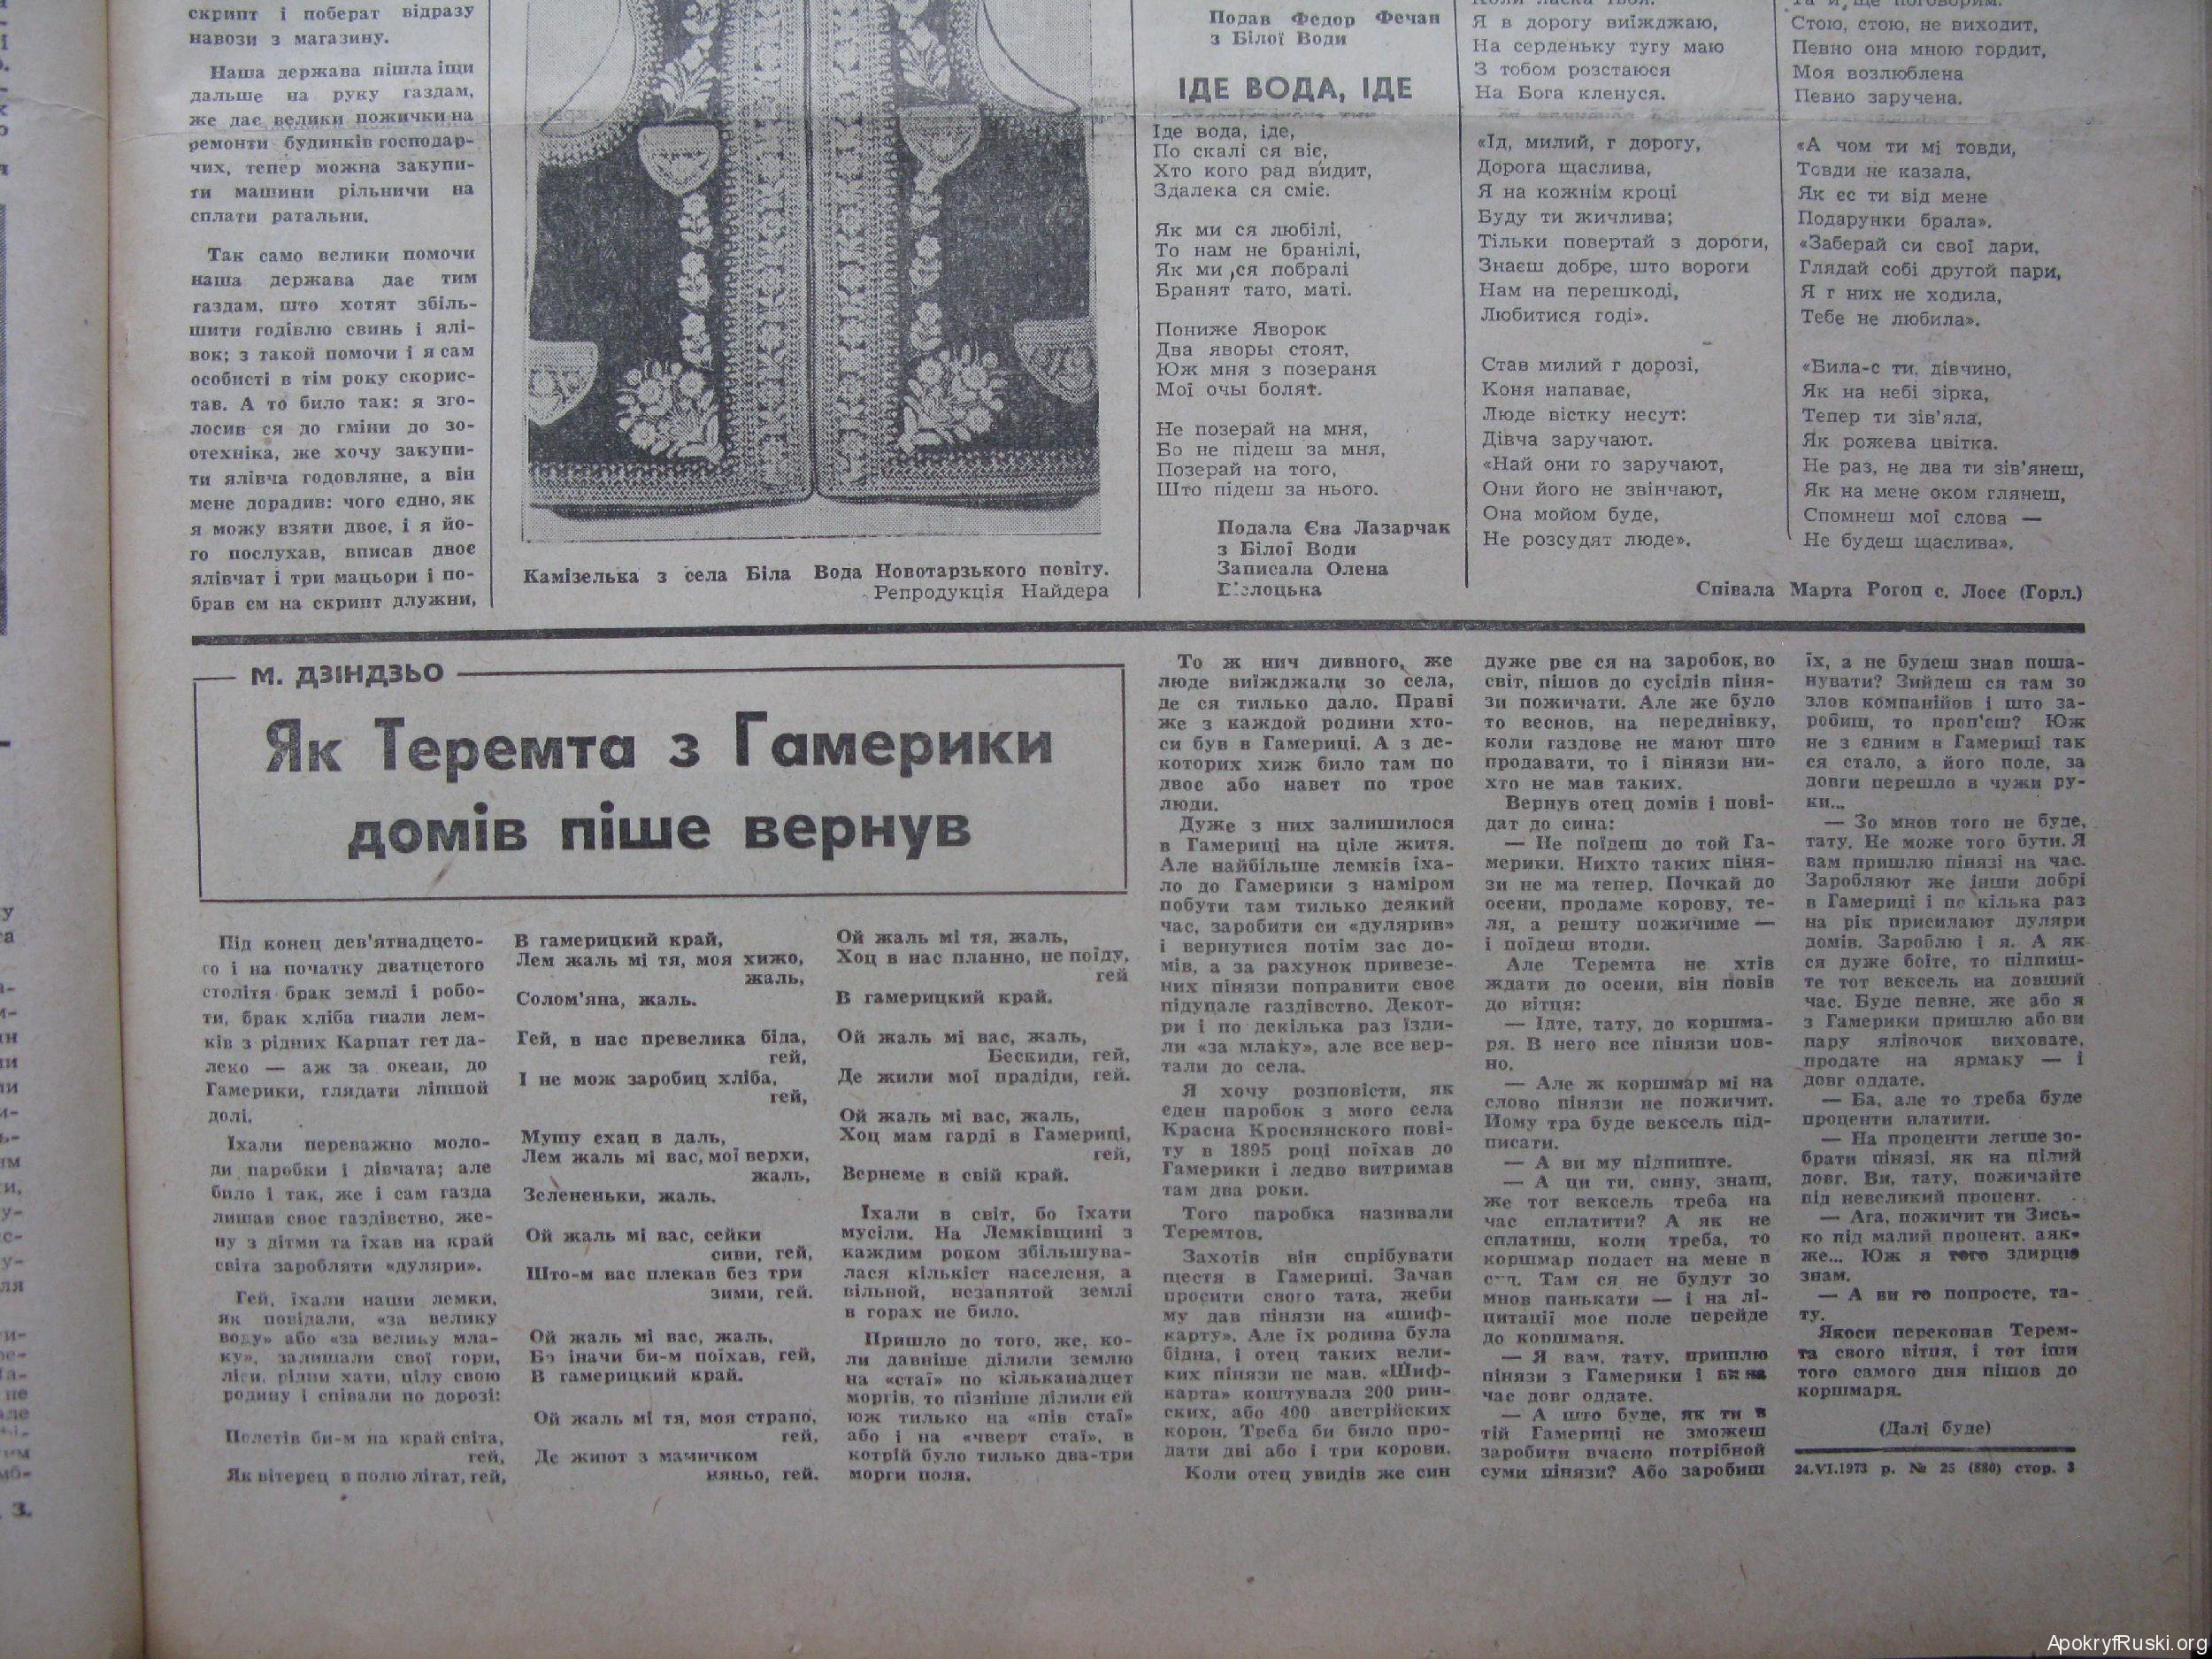 скрипт і поберат відразу
навози з магазину.
Наша держава пішла іщи
дальше на руку газдам,
же дає велики пожички на
ремонти будинків господар-
чих, тепер можна закупи-
ти машини рільничи на
сплати ратальни.
Так само велики помочи
наша держава дає тим
газдам, што хотят збіль-
шити годівлю свинь і ялі-
вок; з такой помочи і я сам
особисті в тім року скорис-
тав. А то било так: я зго-
лосив ся до гміни до зо-
отехніка, же хочу закупи-
ти ялівча годовляне, а він
мене дорадив: чого єдно, як
я можу взяти двоє, і я йо-
го послухав, вписав двоє
ялівчат і три мацьори і по-
брав єм на скрипт длужни,
Камізелька з села Біла Вода Новотарзького повіту.
Репродукція Найдера
Подав Федор Фечан
з Білої Води
ІДЕ ВОДА, ІДЕ
Іде вода, іде,
По скалі ся віє,
Хто кого рад видит,
Здалека ся сміє.
Як ми ся любілі,
То нам не бранілі,
Як ми ся побралі
Бранят тато, маті.
Пониже Яворок
Два яворы стоят,
Юж мня з позераня
Мої очы болят.
Не позерай на мня,
Бо не підеш за мня,
Позерай на того,
Што підеш за нього.
Подала Єва Лазарчак
з Білої Води
Записала Олена
Я в дорогу виїжджаю,
На серденьку тугу маю
З тобом розстаюся
На Бога кленуся.
«Ід, милий, г дорогу,
Дорога щаслива,
Я на кожнім кроці
Буду ти жичлива;
Тільки повертай з дороги,
Знаєш добре, што вороги
Нам на перешкоді,
Любитися годі».
Став милий г дорозі,
Коня напаває,
Люде вістку несут:
Дівча заручают.
«Най они го заручают,
Они його не звінчают,
Она мойом буде,
Не розсудят люде».
Та й ще поговорим.
Стою, стою, не виходит,
Певно она мною гордит,
Моя возлюблена
Певно заручена.
«А чом ти мі товди,
Товди не казала,
Як єс ти від мене
Подарунки брала».
«Заберай си свої дари,
Глядай собі другой пари,
Я г них не ходила,
Тебе не любила».
«Била-с ти, дівчино,
Як на небі зірка,
Тепер ти зів'яла,
Як рожева цвітка.
Не раз, не два ти зів'янеш,
Як на мене оком глянеш,
Спомнеш мої слова —
Не будеш щаслива».
Співала Марта Рогоц с. Лосе (Горл.)
М. ДЗІНДЗЬО
Як Теремта з Гамерики
домів піше вернув
Під конец дев'ятнадцето-
го і на початку дватцетого
століття брак землі і робо-
ти, брак хліба гнали лем-
ків з рідних Карпат гет да-
леко — аж за океан, до
Гамерики, глядати ліпшой
долі.
Їхали переважно моло-
ди паробки і дівчата; але
било і так, же і сам газда
лишав своє газдівство, же-
ну з дітми та їхав на край
світа заробляти «дуляри».
Гей, їхали наши лемки,
як повідали, «за велику
воду» або «за велику мла-
ку», залишали свої гори,
ліси, рідни хати, цілу свою
родину і співали по дорозі:
Полетів би-м на край світа,
гей,
Як вітерец в полю літат, гей,
В гамерицкий край,
Лем жаль мі тя, моя хижо,
жаль,
Солом'яна, жаль.
Гей, в нас превелика біда,
гей,
І не мож заробиц хліба,
гей,
Мушу єхац в даль,
Лем жаль мі вас, мої верхи,
жаль,
Зелененьки, жаль.
Ой жаль мі вас, сейки
сиви, гей,
Што-м вас плекав без три
зими, гей.
Ой жаль мі вас, жаль,
Бо іначи би-м поїхав, гей,
В гамерицкий край.
Ой жаль мі тя, моя страно,
гей,
Де жиют з мамичком
няньо, гей.
Ой жаль мі тя, жаль,
Хоц в нас планно, не поїду,
гей
В гамерицкий край.
Ой жаль мі вас, жаль,
Бескиди, гей,
Де жили мої прадіди, гей.
Ой жаль мі вас, жаль,
Хоц мам гарді в Гамериці,
гей,
Вернеме в свій край.
Їхали в світ, бо їхати
мусіли. На Лемківщині з
каждим роком збільшува-
лася кількіст населеня, а
вільной, незанятой землі
в горах не било.
Пришло до того, же, ко-
ли давніше ділили землю
на «стаї» по кільканадцет
моргів, то пізніше ділили ей
юж тилько на «пів стаї»
або і на «чверт стаї», в
котрій було тилько два-три
морги поля.
То ж нич дивного, же
люде виїжджали зо села,
де ся тилько дало. Праві
же з каждой родини хто-
си був в Гамериці. А з де-
которих хиж било там по
двоє або навет по троє
люди.
Дуже з них залишилося
в Гамериці на ціле житя.
Але найбільше лемків їха-
ло до Гамерики з наміром
побути там тилько деякий
час, заробити си «дулярив»
і вернутися потім зас до-
мів, а за рахунок привезе-
них пінязи поправити своє
підупале газдівство. Декот-
ри і по декілька раз їзди-
ли «за млаку», але все вер-
тали до села.
Я хочу розповісти, як
єден паробок з мого села
Красна Кроснянского пові-
ту в 1895 році поїхав до
Гамерики і ледво витримав
там два роки.
Того паробка називали
Теремтов.
Захотів він спрібувати
щестя в Гамериці. Зачав
просити свого тата, жеби
му дав пінязи на «шиф-
карту». Але їх родина була
бідна, і отец таких вели-
ких пінязи не мав. «Шиф-
карта» коштувала 200 рин-
ских, або 400 австрійских
корон. Треба би било про-
дати дві або і три корови.
Коли отец увидів же син
дуже рве ся на заробок, во
світ, пішов до сусідів піня-
зи пожичати. Але же було
то веснов, на переднівку,
коли газдове не мают што
продавати, то і пінязи ни-
хто не мав таких.
Вернув отец домів і пові-
дат до сина:
— Не поїдеш до той Га-
мерики. Нихто таких піня-
зи не ма тепер. Почкай до
осени, продаме корову, те-
ля, а решту пожичиме —
і поїдеш втоди.
Але Теремта не хтів
ждати до осени, він повів
до вітця:
— Ідте, тату, до коршма-
ря. В него все пінязи пов-
но.
— Але ж коршмар мі на
слово пінязи не пожичит.
Йому тра буде вексель під-
писати.
— А ви му підпиште.
— А ци ти, сину, знаш,
же тот вексель треба на
час сплатити? А як не
сплатиш, коли треба, то
коршмар подаст на мене в
суд. Там ся не будут зо
мнов панькати — і на лі-
цитації моє поле перейде
до коршмаря.
— Я вам, тату, пришлю
пінязи з Гамерики і ви на
час довг оддате.
— А што буде, як ти в
тій Гамериці не зможеш
заробити вчасно потрібной
суми пінязи? Або заробиш
їх, а не будеш знав поша-
нувати? Зийдеш ся там зо
злов компанійов і што за-
робиш, то проп'єш? Юж
не з єдним в Гамериці так
ся стало, а його поле, за
довги перешло в чужи ру-
ки...
— Зо мнов того не буде,
тату. Не може того бути. Я
вам пришлю пінязі на час.
Заробляют же інши добрі
в Гамериці і по кілька раз
на рік присилают дуляри
домів. Зароблю і я. А як
ся дуже боїте, то підпиш-
те тот вексель на довший
час. Буде певне, же або я
з Гамерики пришлю або ви
пару ялівочок виховате,
продате на ярмаку — і
довг оддате.
— Ба, але то треба буде
проценти платити.
— На проценти легше зо-
брати пінязі, як на цілий
довг. Ви, тату, пожичайте
під невеликий процент.
— Ага, пожичит ти Зись-
ко під малий процент, аяк-
же... Юж я того здирцю
знам.
— А ви го попросте, та-
ту.
Якоси переконав Терем-
та свого вітця, і тот іщи
того самого дня пішов до
коршмаря.
(Далі буде)
24.VI.1973 р. № 25 (880) стор. 3
ApokryfRuski.org